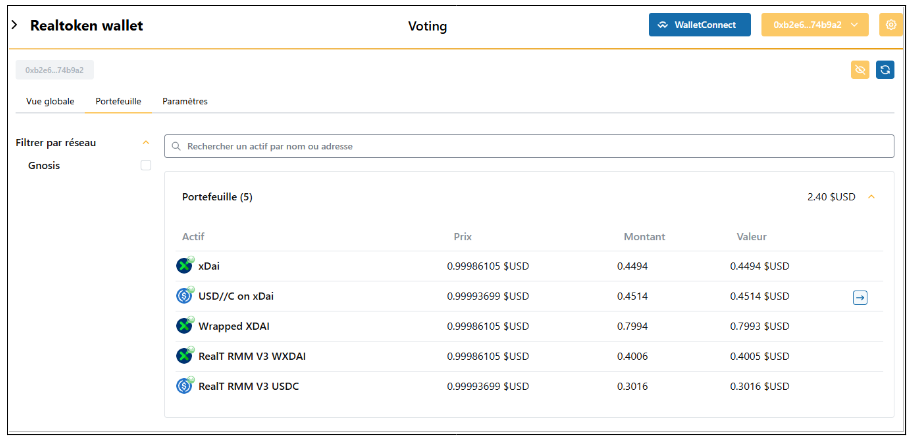 Realtoken wallet Voting WalletConnect 0xb2e6...74b9a2
0xb2e6...74b9a2
Vue globale Portefeuille Paramètres
Filtrer par réseau
Gnosis
Rechercher un actif par nom ou adresse
Portefeuille (5) 2.40 $USD
Actif Prix Montant Valeur
xDai 0.99986105 $USD 0.4494 0.4494 $USD
USD//C on xDai 0.99993699 $USD 0.4514 0.4514 $USD
Wrapped XDAI 0.99986105 $USD 0.7994 0.7993 $USD
RealT RMM V3 WXDAI 0.99986105 $USD 0.4006 0.4005 $USD
RealT RMM V3 USDC 0.99993699 $USD 0.3016 0.3016 $USD